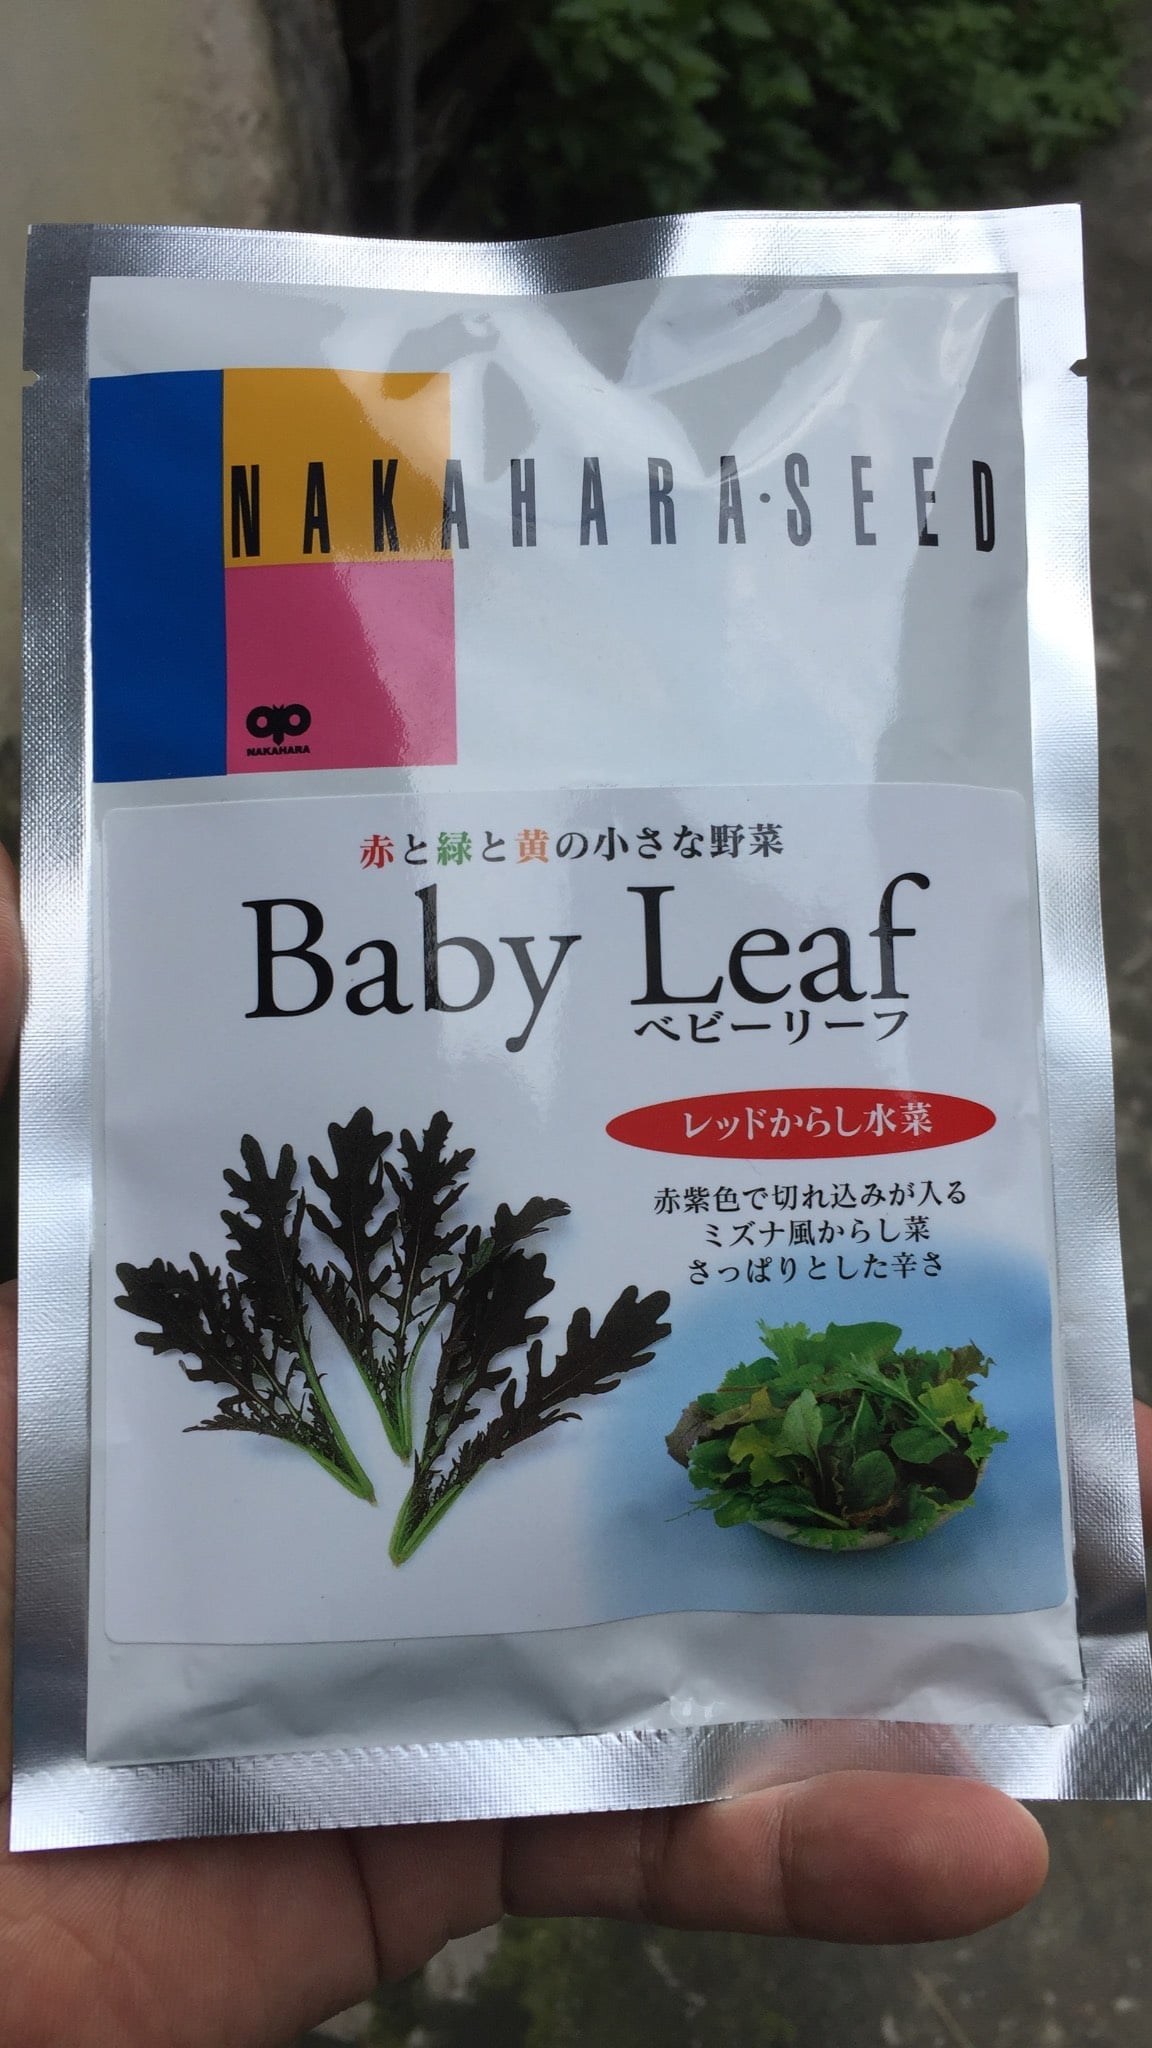 NAKAHARA・SEED
NAKAHARA
赤と緑と黄の小さな野菜
Baby Leaf
ベビーリーフ
レッドからし水菜
赤紫色で切れ込みが入る
ミズナ風からし菜
さっぱりとした辛さ